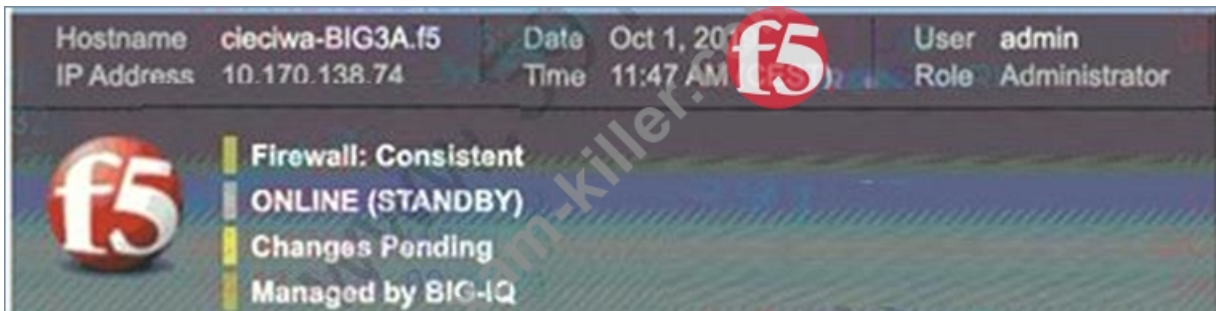 Hostname cieciwa-BIG3A.f5 Date Oct 1, 20 User admin
IP Address 10.170.138.74 Time 11:47 AM Role Administrator
f5
f5
Firewall: Consistent
ONLINE (STANDBY)
Changes Pending
Managed by BIG-IQ